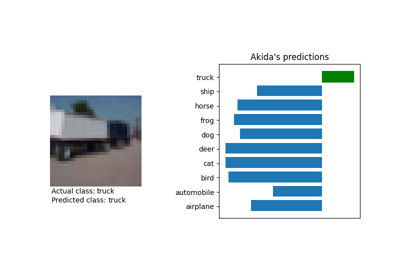 Akida's predictions
truck
ship
horse
frog
dog
deer
cat
bird
automobile
airplane
Actual class: truck
Predicted class: truck